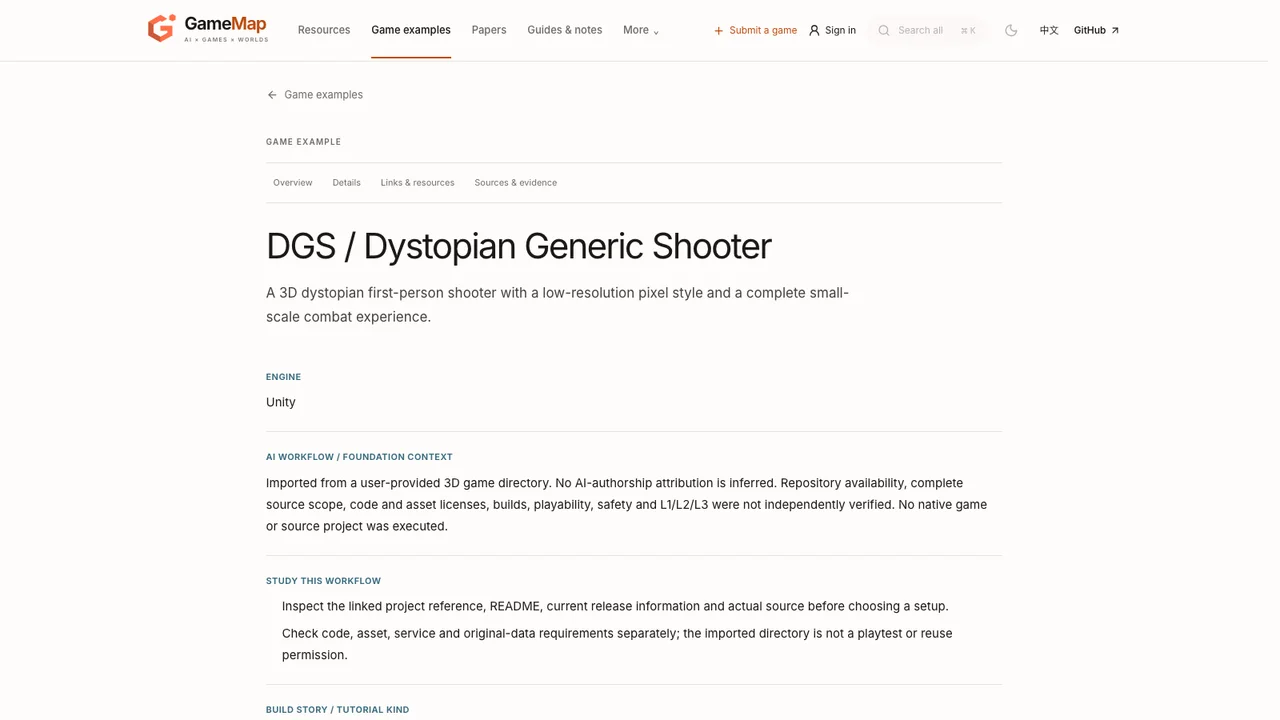 GameMap
AI × GAMES × WORLDS
Resources
Game examples
Papers
Guides & notes
More
Submit a game
Sign in
Search all
⌘ K
中文
GitHub ↗
← Game examples
GAME EXAMPLE
Overview
Details
Links & resources
Sources & evidence
DGS / Dystopian Generic Shooter
A 3D dystopian first-person shooter with a low-resolution pixel style and a complete small-
scale combat experience.
ENGINE
Unity
AI WORKFLOW / FOUNDATION CONTEXT
Imported from a user-provided 3D game directory. No AI-authorship attribution is inferred. Repository availability, complete
source scope, code and asset licenses, builds, playability, safety and L1/L2/L3 were not independently verified. No native game
or source project was executed.
STUDY THIS WORKFLOW
Inspect the linked project reference, README, current release information and actual source before choosing a setup.
Check code, asset, service and original-data requirements separately; the imported directory is not a playtest or reuse
permission.
BUILD STORY / TUTORIAL KIND